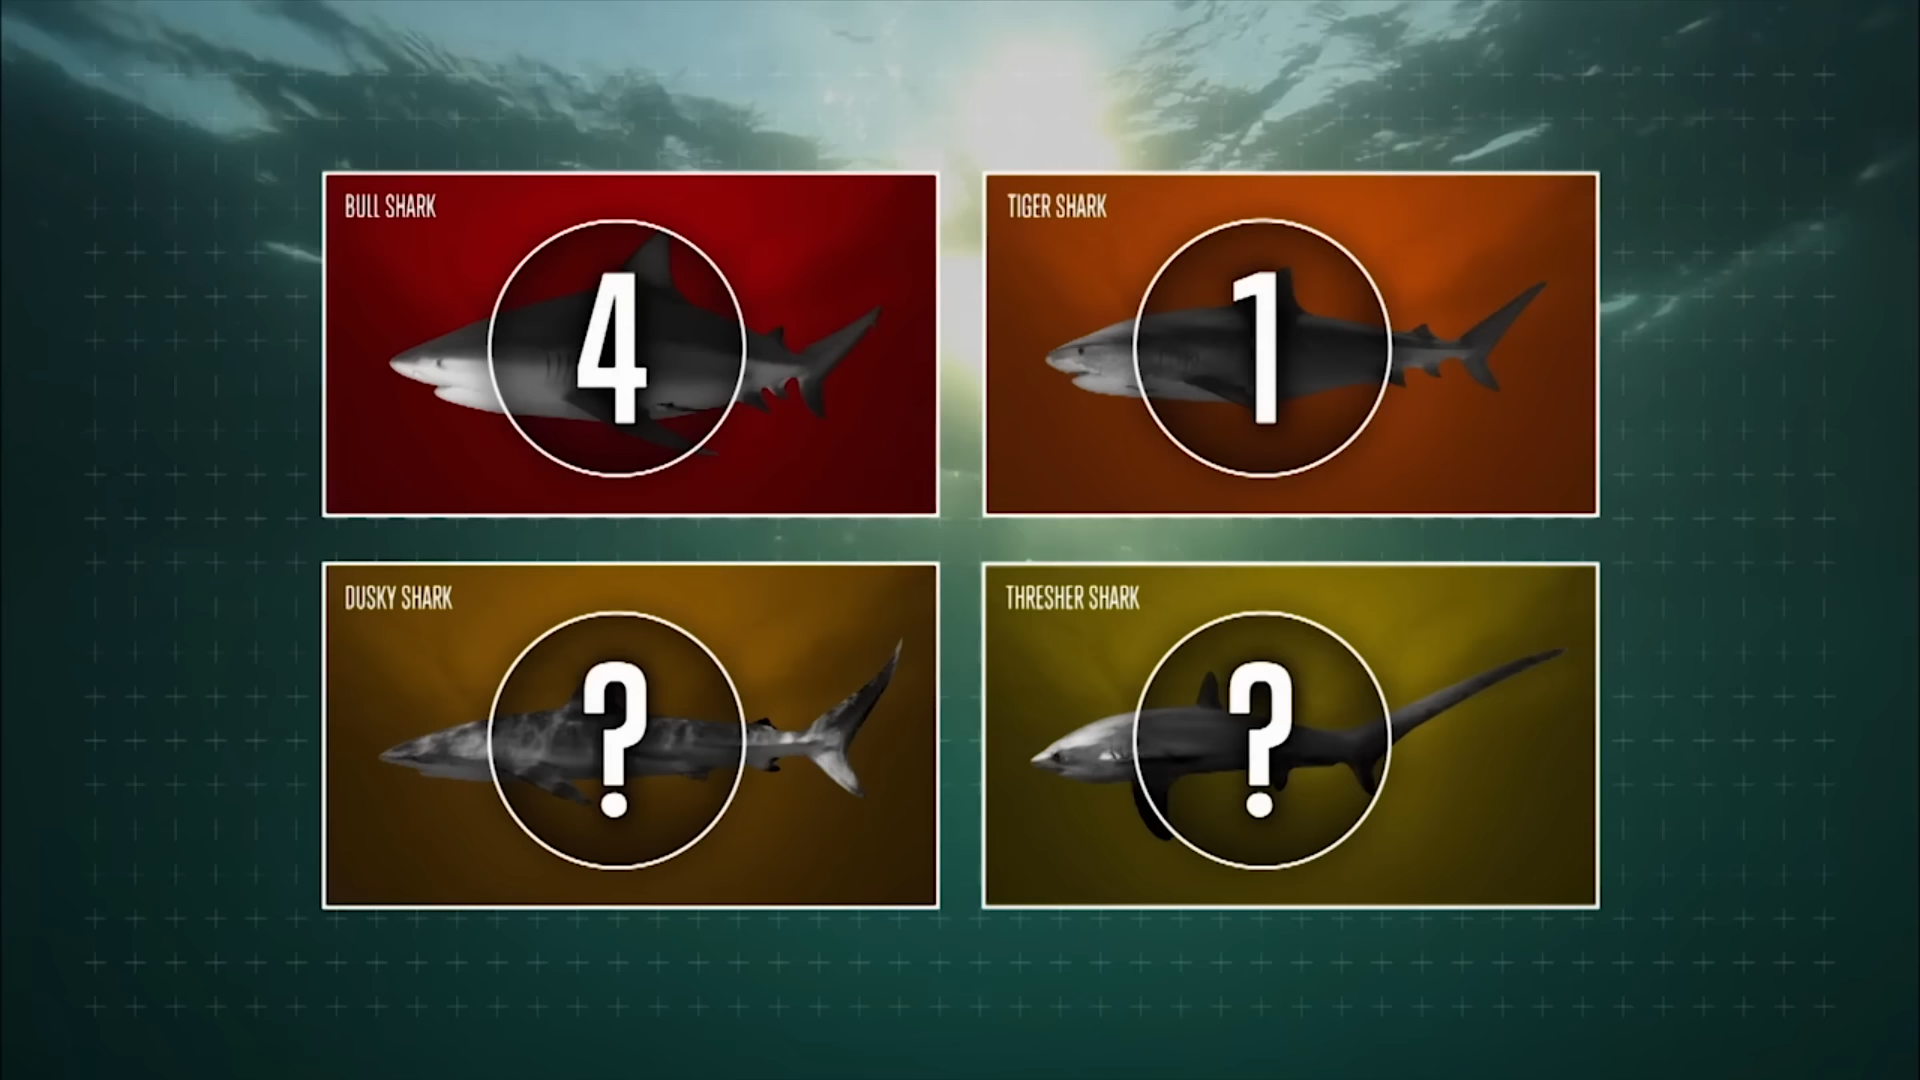 BULL SHARK
4
TIGER SHARK
1
DUSKY SHARK
?
THRESHER SHARK
?